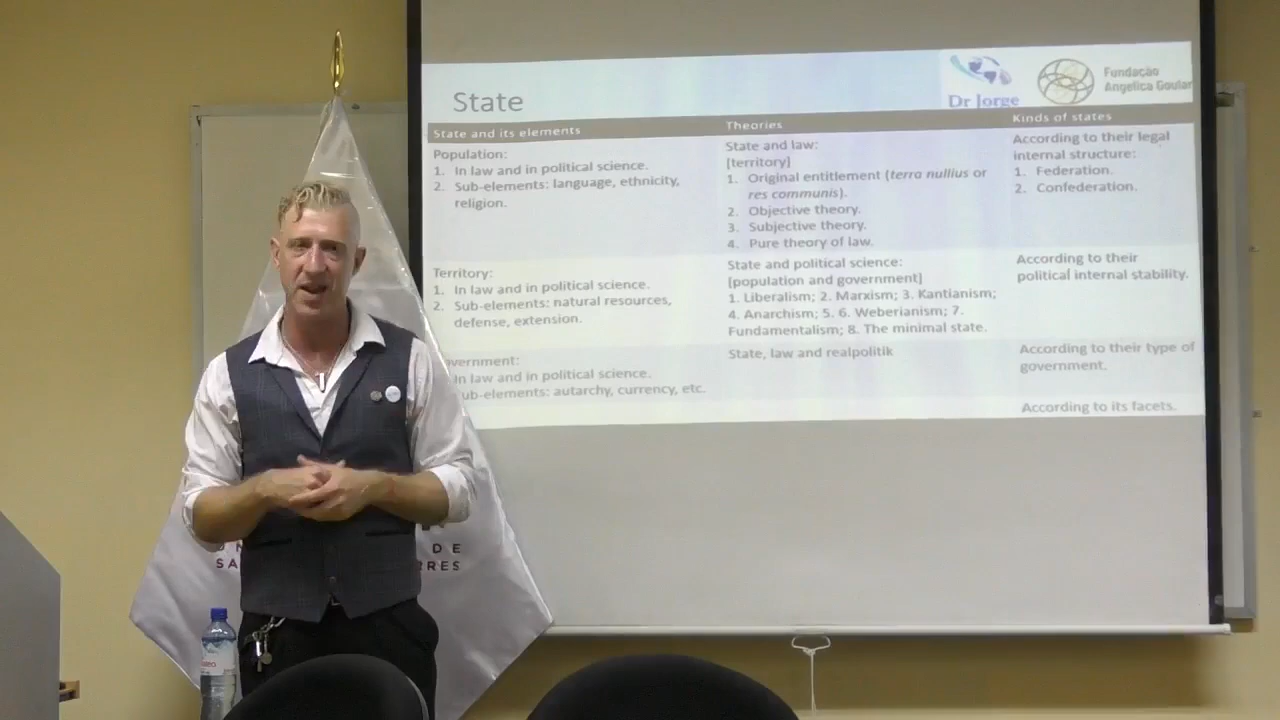 State
Dr Jorge
Fundação
Angelica Goular
State and its elements
Population:
1. In law and in political science.
2. Sub-elements: language, ethnicity,
religion.
Territory:
1. In law and in political science.
2. Sub-elements: natural resources,
defense, extension.
overnment:
In law and in political science.
ub-elements: autarchy, currency, etc.
Theories
State and law:
[territory]
1. Original entitlement (terra nullius or
res communis).
2. Objective theory.
3. Subjective theory.
4. Pure theory of law.
State and political science:
[population and government]
1. Liberalism; 2. Marxism; 3. Kantianism;
4. Anarchism; 5. 6. Weberianism; 7.
Fundamentalism; 8. The minimal state.
State, law and realpolitik
Kinds of states
According to their legal
internal structure:
1. Federation.
2. Confederation.
According to their
political internal stability.
According to their type of
government.
According to its facets.
UN DE
SA RRES